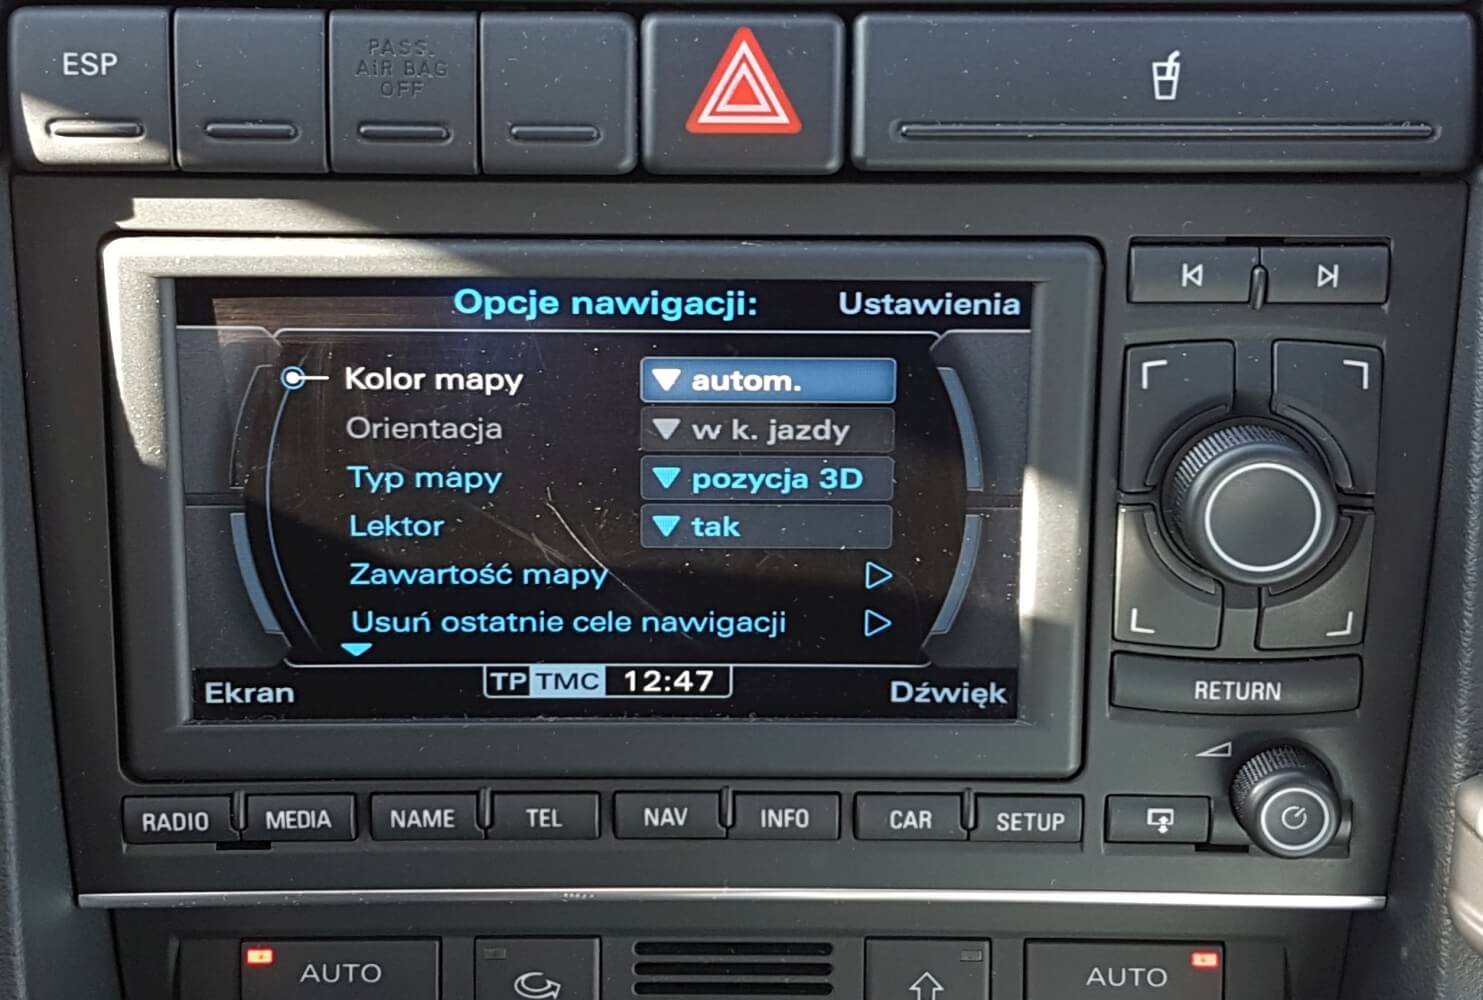 ESP
PASS.
AiR BAG
OFF
Opcje nawigacji: Ustawienia
Kolor mapy autom.
Orientacja w k. jazdy
Typ mapy pozycja 3D
Lektor tak
Zawartość mapy
Usuń ostatnie cele nawigacji
Ekran TP TMC 12:47 Dźwięk
RETURN
RADIO MEDIA NAME TEL NAV INFO CAR SETUP
AUTO AUTO